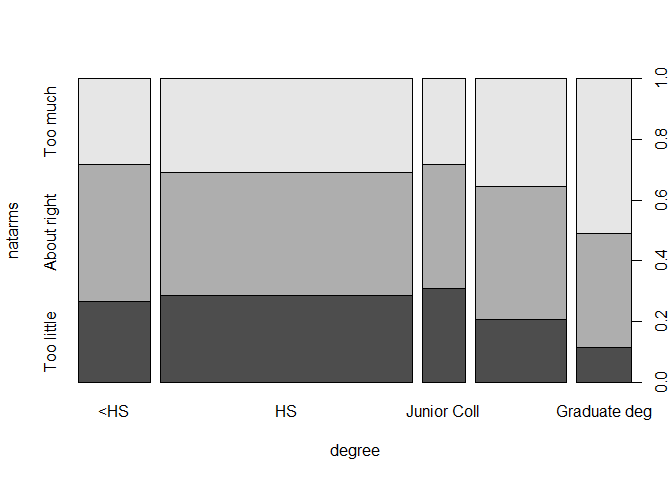 natarms
Too much
About right
Too little
1.0
0.8
0.6
0.4
0.2
0.0
<HS
HS
Junior Coll
Graduate deg
degree